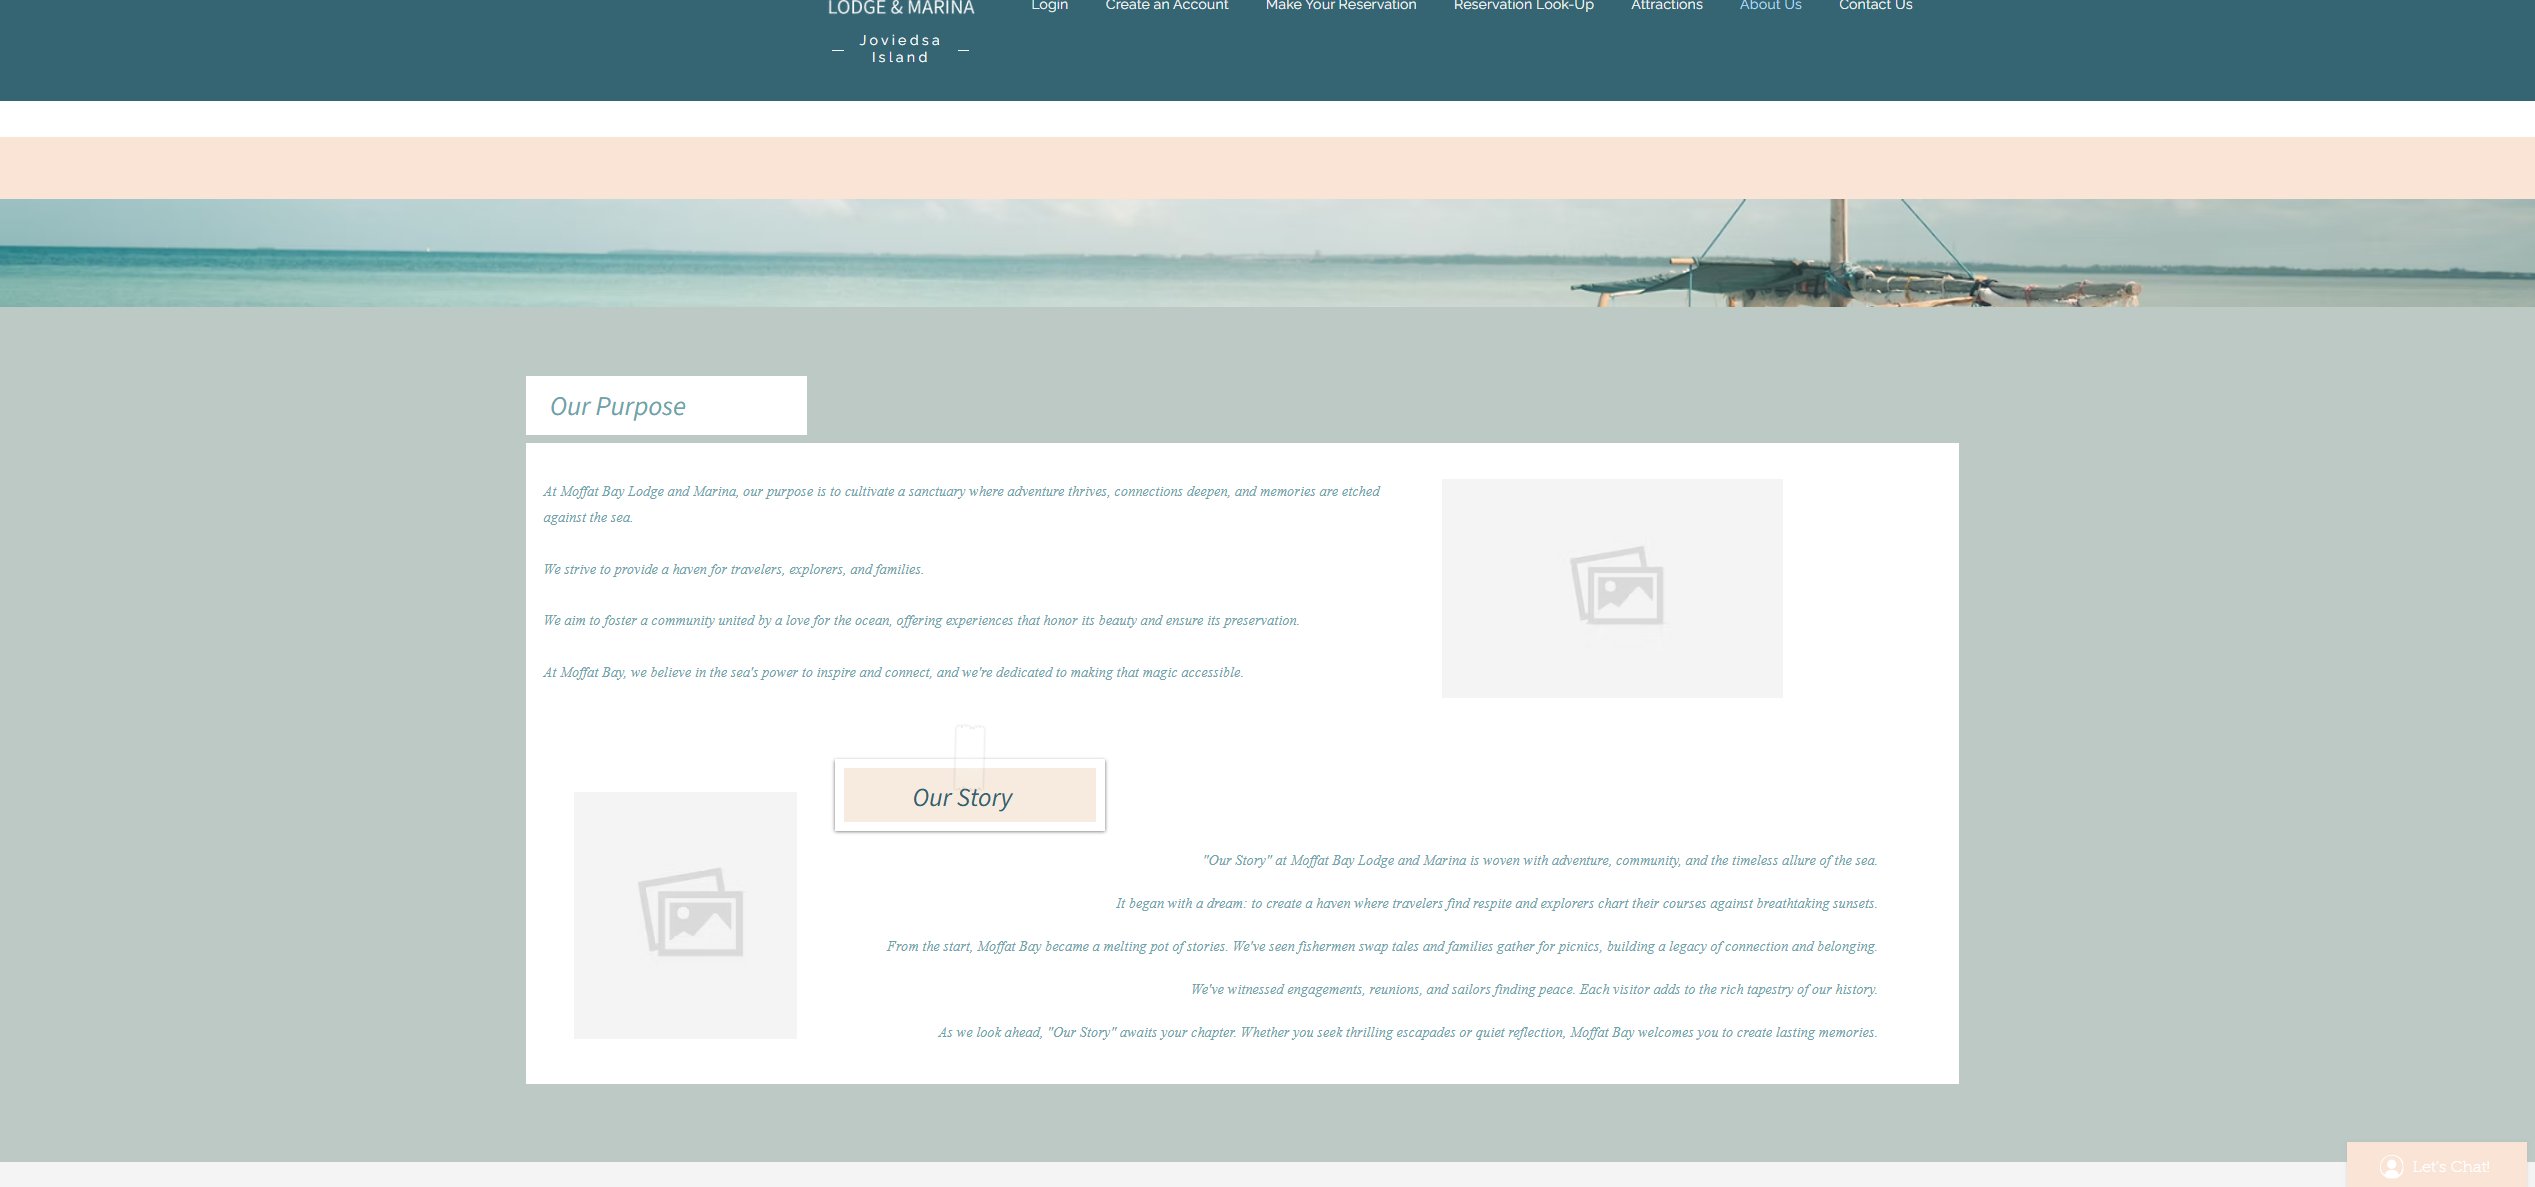 LODGE & MARINA
Joviedsa
Island
Login
Create an Account
Make Your Reservation
Reservation Look-Up
Attractions
About Us
Contact Us
Our Purpose
At Moffat Bay Lodge and Marina, our purpose is to cultivate a sanctuary where adventure thrives, connections deepen, and memories are etched
against the sea.
We strive to provide a haven for travelers, explorers, and families.
We aim to foster a community united by a love for the ocean, offering experiences that honor its beauty and ensure its preservation.
At Moffat Bay, we believe in the sea's power to inspire and connect, and we're dedicated to making that magic accessible.
Our Story
"Our Story" at Moffat Bay Lodge and Marina is woven with adventure, community, and the timeless allure of the sea.
It began with a dream: to create a haven where travelers find respite and explorers chart their courses against breathtaking sunsets.
From the start, Moffat Bay became a melting pot of stories. We've seen fishermen swap tales and families gather for picnics, building a legacy of connection and belonging.
We've witnessed engagements, reunions, and sailors finding peace. Each visitor adds to the rich tapestry of our history.
As we look ahead, "Our Story" awaits your chapter. Whether you seek thrilling escapades or quiet reflection, Moffat Bay welcomes you to create lasting memories.
Let's Chat!